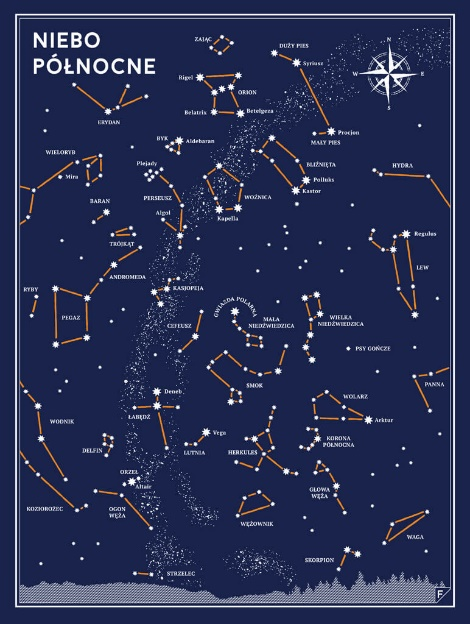 NIEBO
PÓŁNOCNE
ZAJĄC
DUŻY PIES
Syriusz
N
W
E
S
Rigel
ORION
Belatrix
Betelgeza
ERYDAN
Procjon
MAŁY PIES
BYK
Aldebaran
WIELORYB
Mira
Plejady
BLIŹNIĘTA
Polluks
Kastor
HYDRA
BARAN
PERSEUSZ
WOŹNICA
Algol
Kapella
TRÓJKĄT
Regulus
LEW
ANDROMEDA
RYBY
PEGAZ
KASJOPEJA
GWIAZDA POLARNA
CEFEUSZ
MAŁA
NIEDŹWIEDZICA
WIELKA
NIEDŹWIEDZICA
PSY GOŃCZE
SMOK
PANNA
Deneb
ŁABĘDŹ
WOLARZ
Arktur
WODNIK
Vega
LUTNIA
DELFIN
HERKULES
KORONA
PÓŁNOCNA
ORZEŁ
Altair
GŁOWA
WĘŻA
KOZIOROŻEC
OGON
WĘŻA
WĘŻOWNIK
WAGA
SKORPION
STRZELEC
F